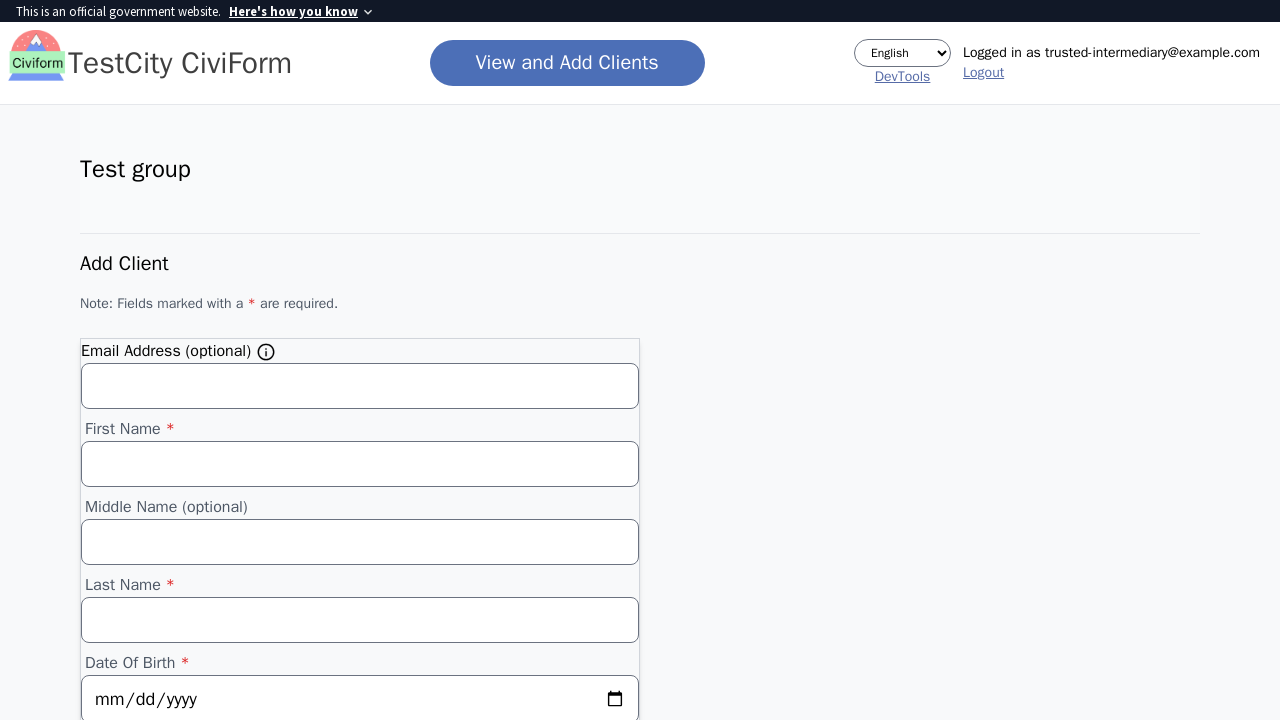 This is an official government website. Here's how you know
Civiform
TestCity CiviForm
View and Add Clients
English
DevTools
Logged in as trusted-intermediary@example.com
Logout
Test group
Add Client
Note: Fields marked with a * are required.
Email Address (optional)
First Name *
Middle Name (optional)
Last Name *
Date Of Birth *
mm/dd/yyyy